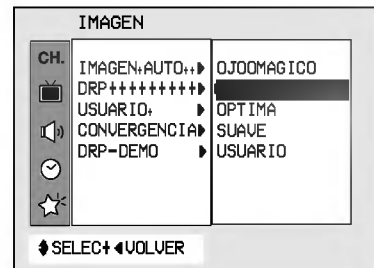 IMAGEN
CH.
IMAGEN₊AUTO₊₊ OJOOMAGICO
DRP+++++++++
USUARIO₊ OPTIMA
CONVERGENCIA SUAVE
DRP-DEMO USUARIO
SELEC+ VOLVER